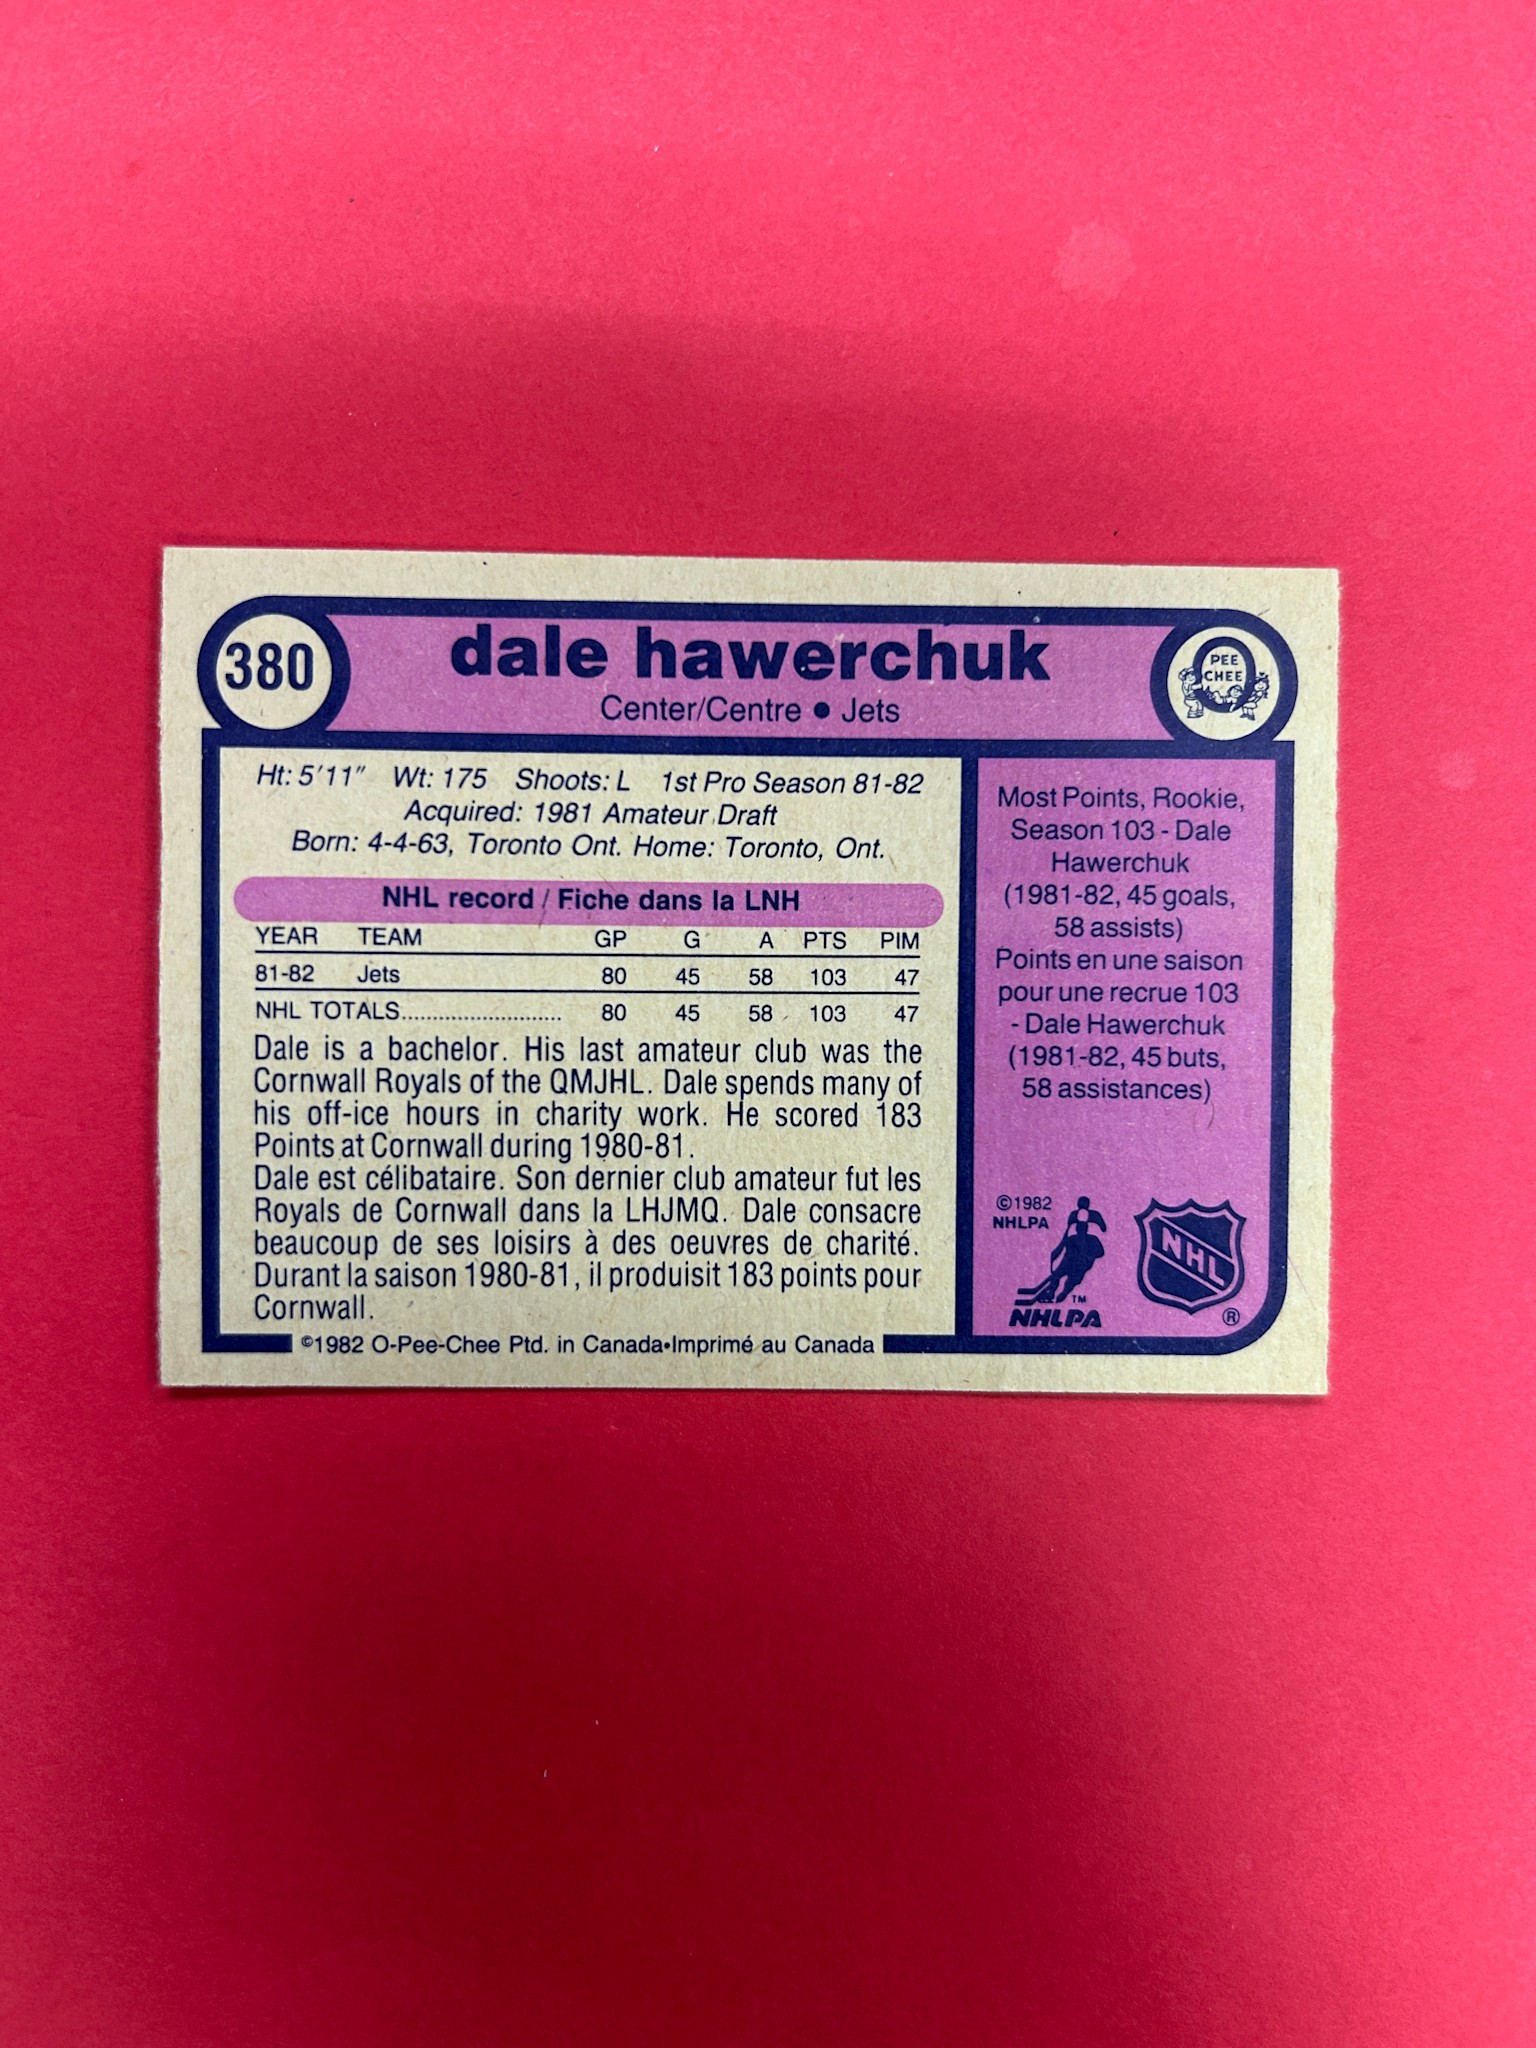 380
dale hawerchuk
Center/Centre ● Jets
PEE
CHEE
Ht: 5'11" Wt: 175 Shoots: L 1st Pro Season 81-82
Acquired: 1981 Amateur Draft
Born: 4-4-63, Toronto Ont. Home: Toronto, Ont.
NHL record / Fiche dans la LNH
YEAR TEAM GP G A PTS PIM
81-82 Jets 80 45 58 103 47
NHL TOTALS.......................... 80 45 58 103 47
Dale is a bachelor. His last amateur club was the
Cornwall Royals of the QMJHL. Dale spends many of
his off-ice hours in charity work. He scored 183
Points at Cornwall during 1980-81.
Dale est célibataire. Son dernier club amateur fut les
Royals de Cornwall dans la LHJMQ. Dale consacre
beaucoup de ses loisirs à des oeuvres de charité.
Durant la saison 1980-81, il produisit 183 points pour
Cornwall.
©1982 O-Pee-Chee Ptd. in Canada•Imprimé au Canada
Most Points, Rookie,
Season 103 - Dale
Hawerchuk
(1981-82, 45 goals,
58 assists)
Points en une saison
pour une recrue 103
- Dale Hawerchuk
(1981-82, 45 buts,
58 assistances)
©1982
NHLPA
TM
NHLPA
NHL
®